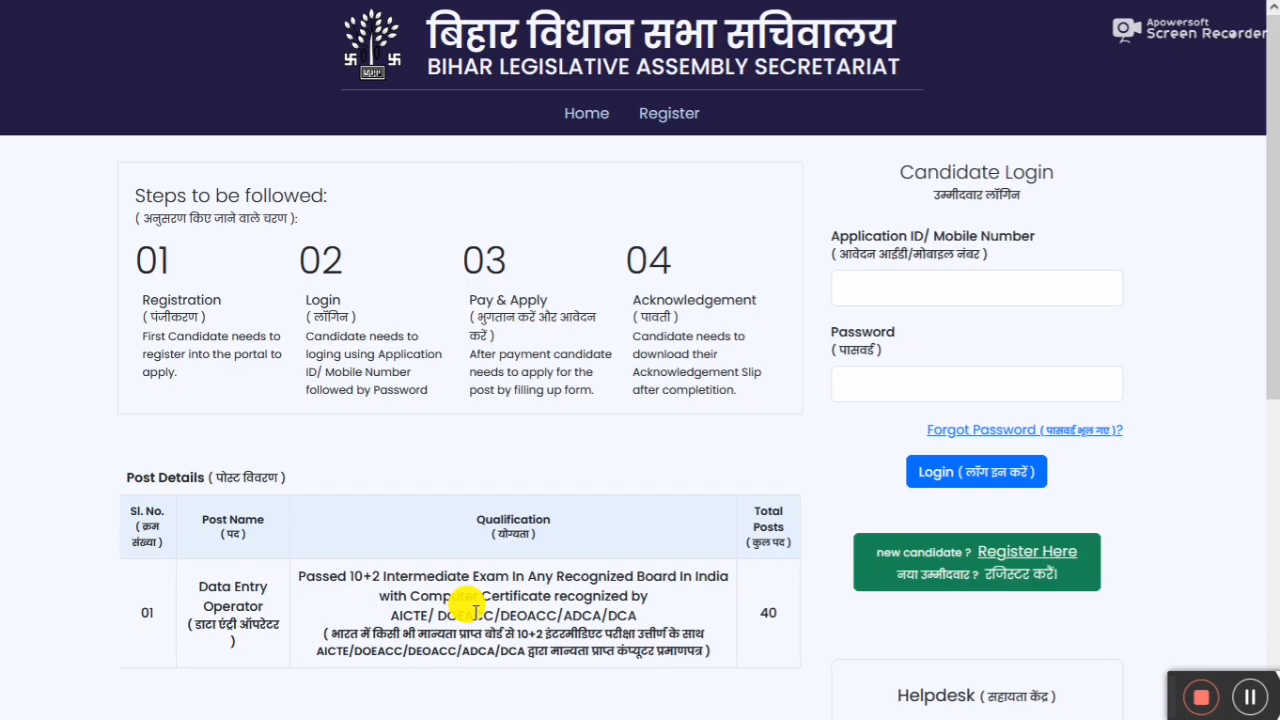 बिहार विधान सभा सचिवालय
BIHAR LEGISLATIVE ASSEMBLY SECRETARIAT
Apowersoft
Screen Recorder
Home Register
Steps to be followed:
( अनुसरण किए जाने वाले चरण ):
01
Registration
( पंजीकरण )
First Candidate needs to
register into the portal to
apply.
02
Login
( लॉगिन )
Candidate needs to
loging using Application
ID/ Mobile Number
followed by Password
03
Pay & Apply
( भुगतान करें और आवेदन
करें )
After payment candidate
needs to apply for the
post by filling up form.
04
Acknowledgement
( पावती )
Candidate needs to
download their
Acknowledgement Slip
after completition.
Candidate Login
उम्मीदवार लॉगिन
Application ID/ Mobile Number
( आवेदन आईडी/मोबाइल नंबर )
Password
( पासवर्ड )
Forgot Password ( पासवर्ड भूल गए )?
Login ( लॉग इन करें )
new candidate ? Register Here
नया उम्मीदवार ? रजिस्टर करें।
Helpdesk ( सहायता केंद्र )
Post Details ( पोस्ट विवरण )
Sl. No.
( क्रम
संख्या )
Post Name
( पद )
Qualification
( योग्यता )
Total
Posts
( कुल पद )
01
Data Entry
Operator
( डाटा एंट्री ऑपरेटर
)
Passed 10+2 Intermediate Exam In Any Recognized Board In India
with Computer Certificate recognized by
AICTE/ DOEACC/DEOACC/ADCA/DCA
( भारत में किसी भी मान्यता प्राप्त बोर्ड से 10+2 इंटरमीडिएट परीक्षा उत्तीर्ण के साथ
AICTE/DOEACC/DEOACC/ADCA/DCA द्वारा मान्यता प्राप्त कंप्यूटर प्रमाणपत्र )
40